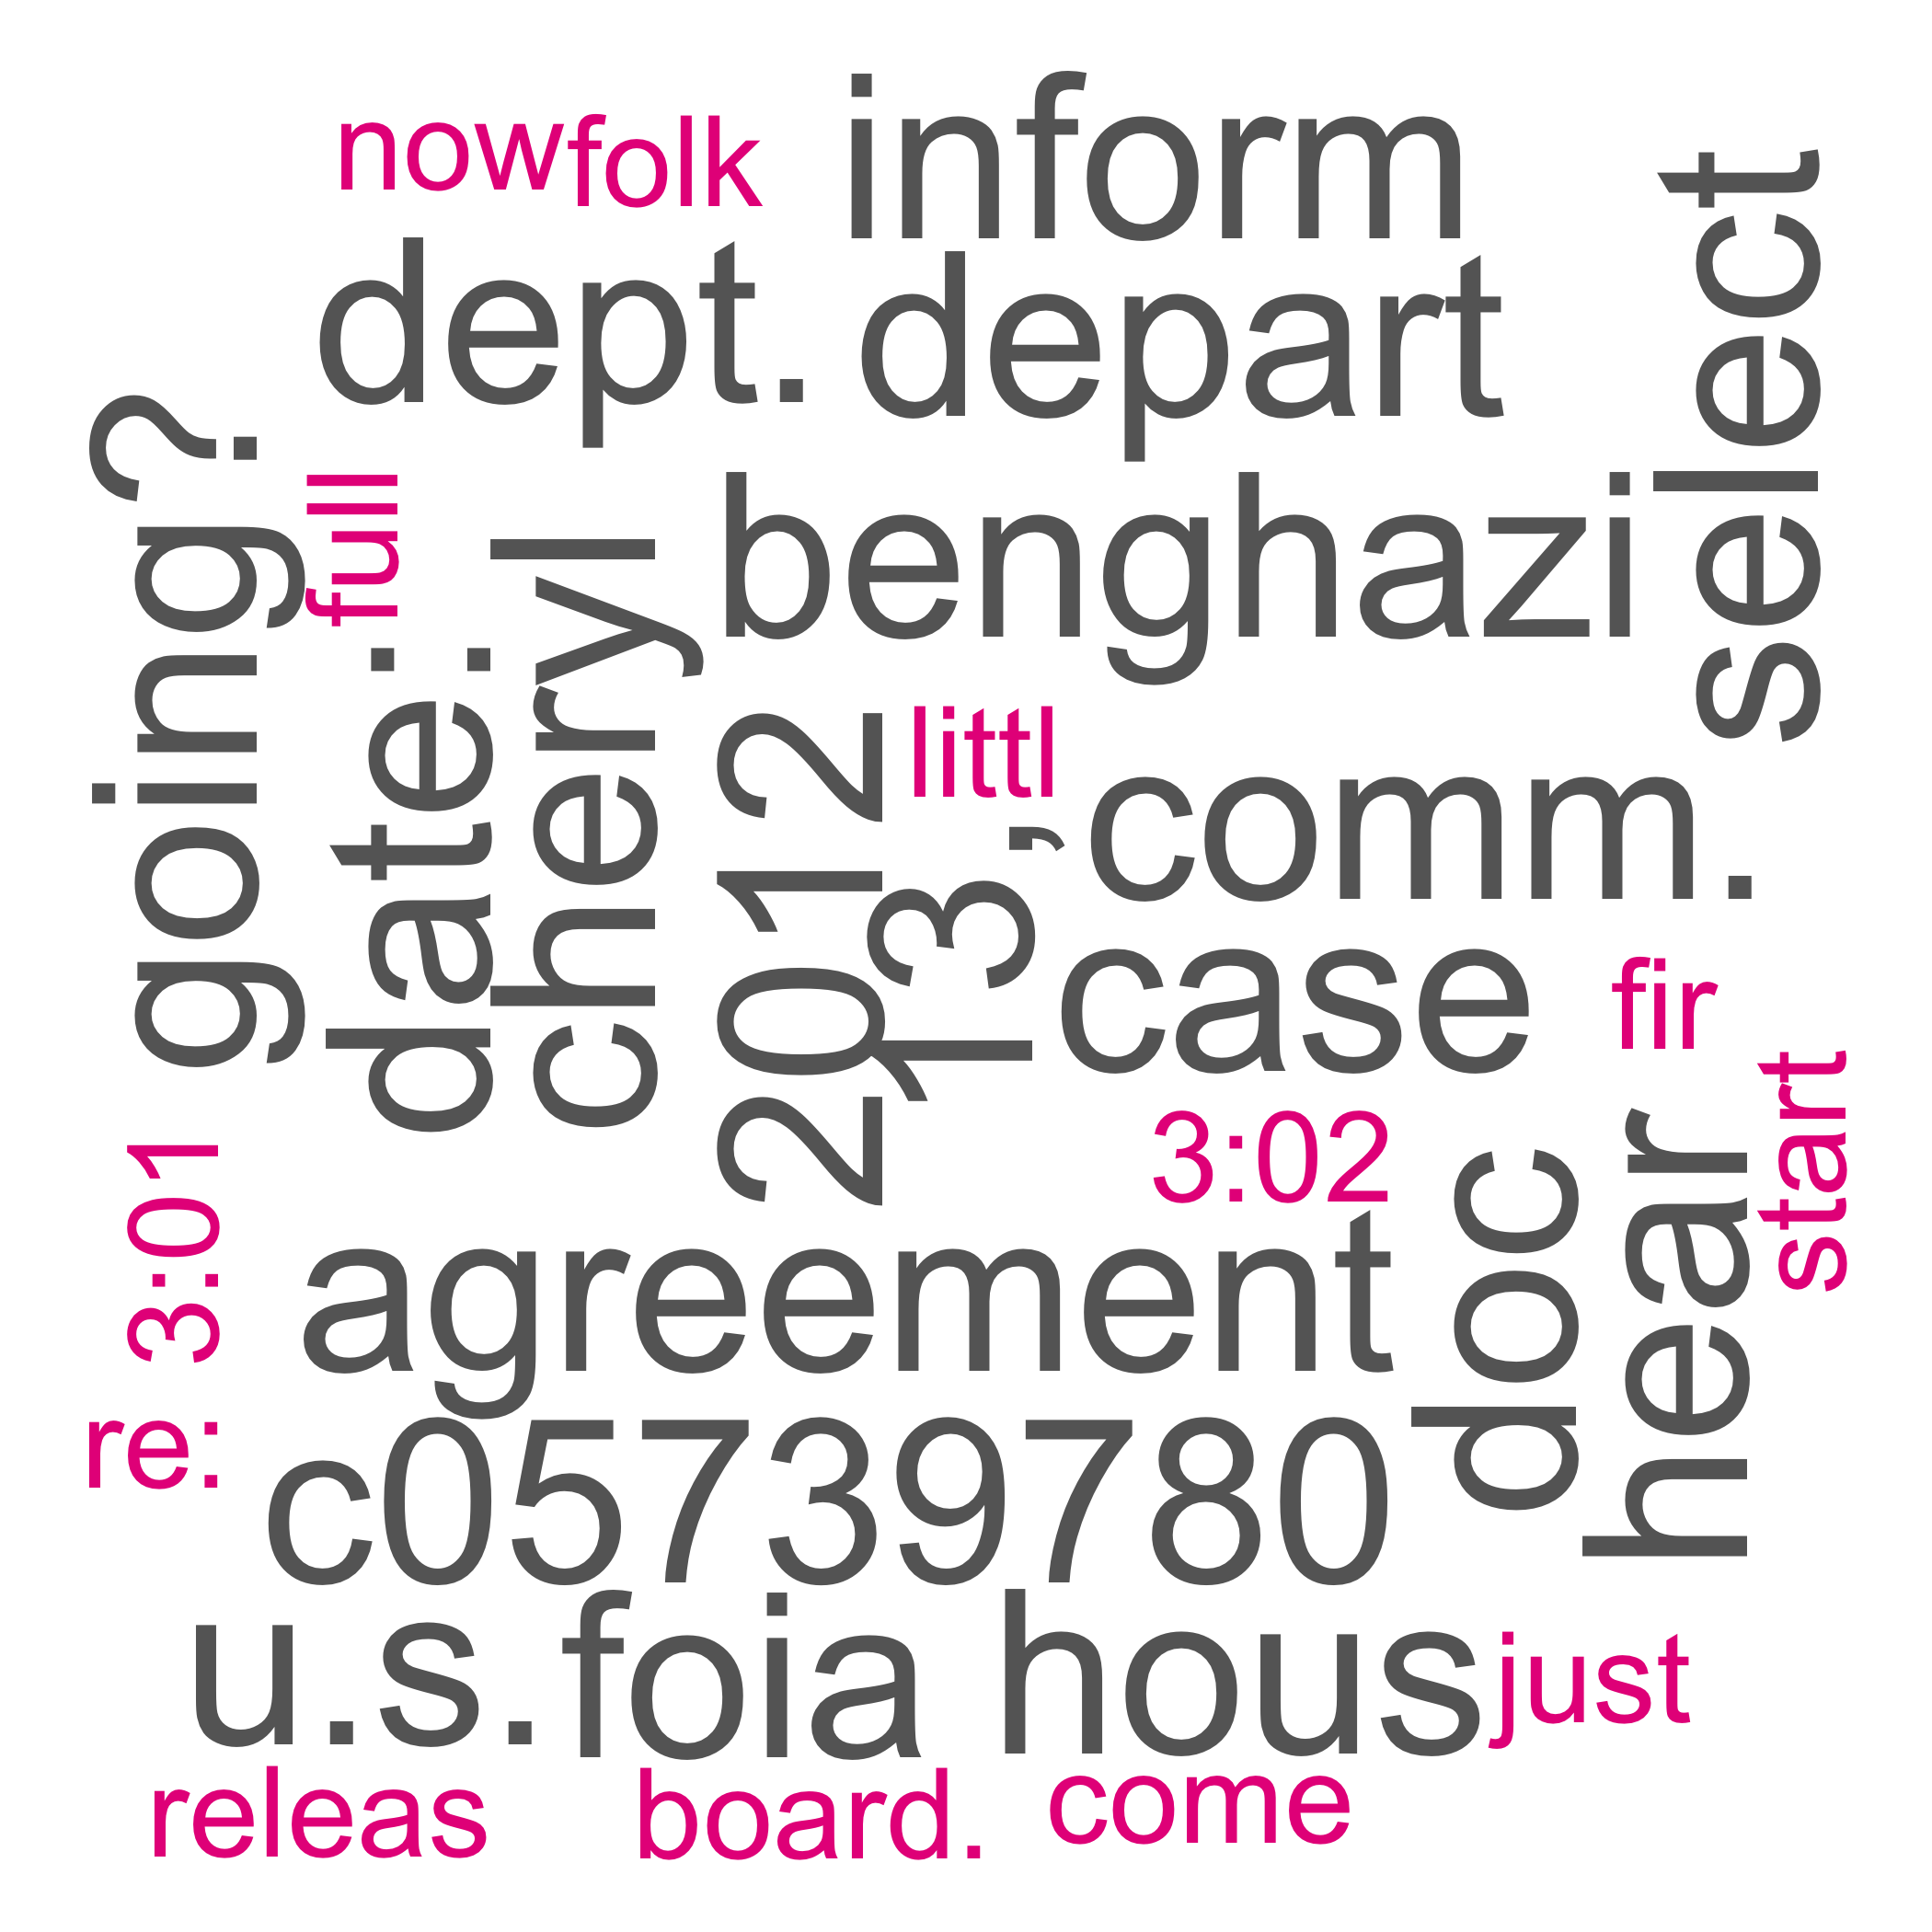 now
folk
inform
select
dept.
depart
going?
full
benghazi
date:
cheryl
littl
2012
13,
comm.
case
fir
start
3:02
3:01
agreement
doc
hear
re:
c05739780
u.s.
foia
hous
just
releas
board.
come